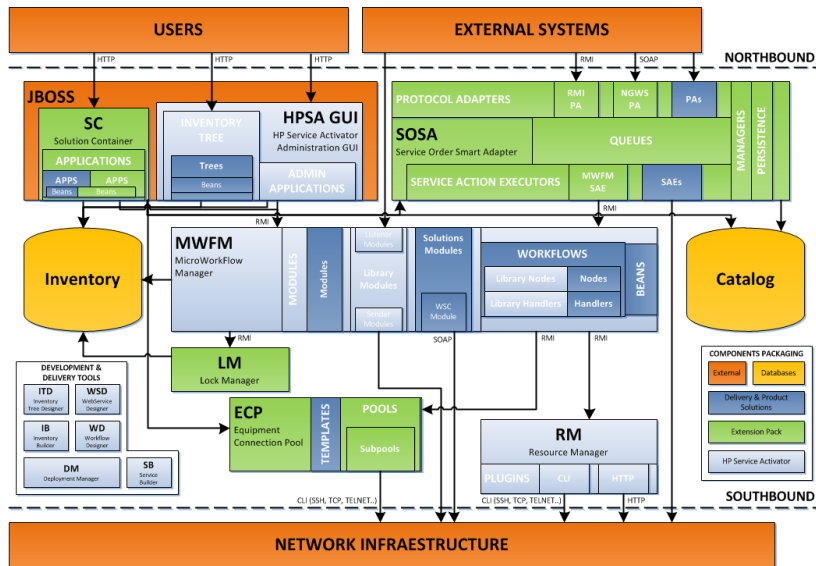 USERS
EXTERNAL SYSTEMS
HTTP
HTTP
HTTP
RMI
SOAP
NORTHBOUND
JBOSS
SC
Solution Container
APPLICATIONS
APPS
APPS
Beans
Beans
INVENTORY
TREE
Trees
Beans
HPSA GUI
HP Service Activator
Administration GUI
ADMIN
APPLICATIONS
PROTOCOL ADAPTERS
RMI
PA
NGWS
PA
PAs
SOSA
Service Order Smart Adapter
QUEUES
SERVICE ACTION EXECUTORS
MWFM
SAE
SAEs
MANAGERS
PERSISTENCE
RMI
RMI
Inventory
MWFM
MicroWorkFlow
Manager
MODULES
Modules
Listener
Modules
Library
Modules
Sender
Modules
Solutions
Modules
WSC
Module
WORKFLOWS
Library Nodes
Nodes
Library Handlers
Handlers
BEANS
Catalog
RMI
SOAP
RMI
RMI
LM
Lock Manager
DEVELOPMENT &
DELIVERY TOOLS
ITD
Inventory
Tree Designer
WSD
WebService
Designer
IB
Inventory
Builder
WD
Workflow
Designer
DM
Deployment Manager
SB
Service
Builder
ECP
Equipment
Connection Pool
TEMPLATES
POOLS
Subpools
RM
Resource Manager
PLUGINS
CLI
HTTP
COMPONENTS PACKAGING
External
Databases
Delivery & Product
Solutions
Extension Pack
HP Service Activator
CLI (SSH, TCP, TELNET..)
CLI (SSH, TCP, TELNET..)
HTTP
SOUTHBOUND
NETWORK INFRAESTRUCTURE